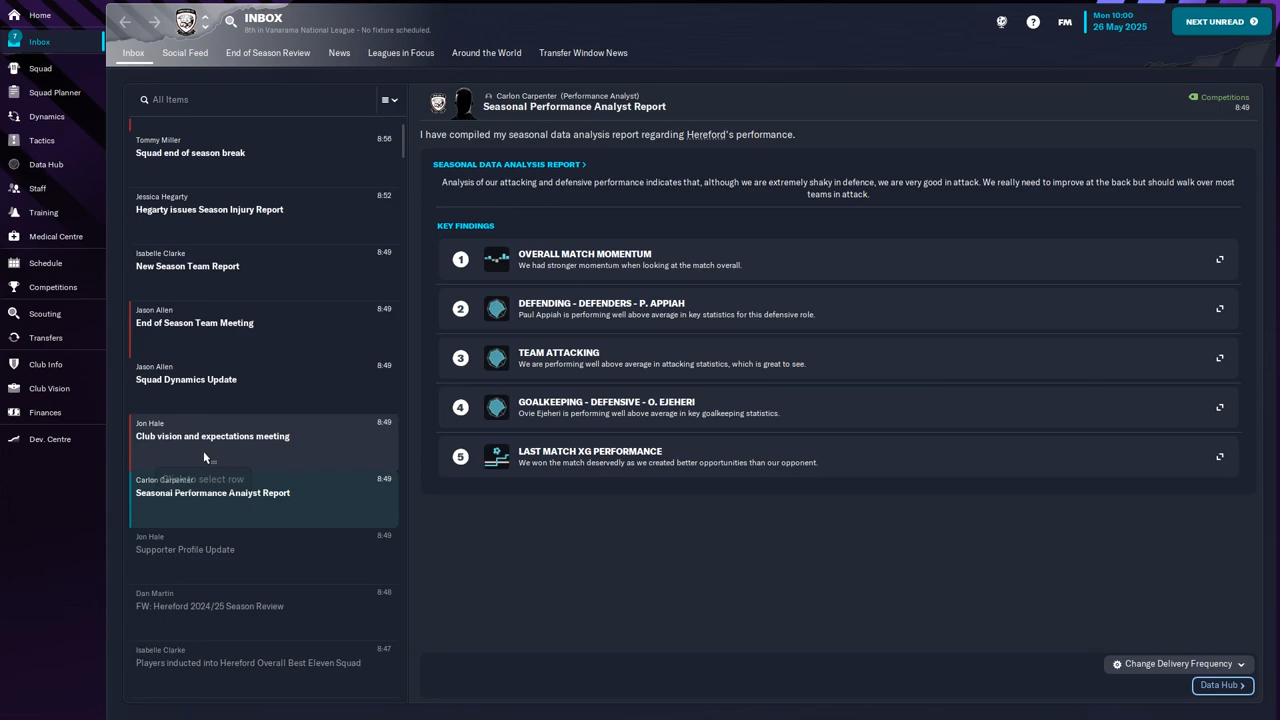 Home
7
Inbox
Squad
Squad Planner
Dynamics
Tactics
Data Hub
Staff
Training
Medical Centre
Schedule
Competitions
Scouting
Transfers
Club Info
Club Vision
Finances
Dev. Centre
INBOX
8th in Vanarama National League - No fixture scheduled.
FM
Mon 10:00
26 May 2025
NEXT UNREAD
Inbox
Social Feed
End of Season Review
News
Leagues in Focus
Around the World
Transfer Window News
All Items
Tommy Miller 8:56
Squad end of season break
Jessica Hegarty 8:52
Hegarty issues Season Injury Report
Isabelle Clarke 8:49
New Season Team Report
Jason Allen 8:49
End of Season Team Meeting
Jason Allen 8:49
Squad Dynamics Update
Jon Hale 8:49
Club vision and expectations meeting
Click to select row
Carlon Carpenter 8:49
Seasonal Performance Analyst Report
Jon Hale 8:49
Supporter Profile Update
Dan Martin 8:48
FW: Hereford 2024/25 Season Review
Isabelle Clarke 8:47
Players inducted into Hereford Overall Best Eleven Squad
Carlon Carpenter (Performance Analyst)
Seasonal Performance Analyst Report
Competitions
8:49
I have compiled my seasonal data analysis report regarding Hereford's performance.
SEASONAL DATA ANALYSIS REPORT >
Analysis of our attacking and defensive performance indicates that, although we are extremely shaky in defence, we are very good in attack. We really need to improve at the back but should walk over most
teams in attack.
KEY FINDINGS
1
OVERALL MATCH MOMENTUM
We had stronger momentum when looking at the match overall.
2
DEFENDING - DEFENDERS - P. APPIAH
Paul Appiah is performing well above average in key statistics for this defensive role.
3
TEAM ATTACKING
We are performing well above average in attacking statistics, which is great to see.
4
GOALKEEPING - DEFENSIVE - O. EJEHERI
Ovie Ejeheri is performing well above average in key goalkeeping statistics.
5
LAST MATCH XG PERFORMANCE
We won the match deservedly as we created better opportunities than our opponent.
Change Delivery Frequency
Data Hub >